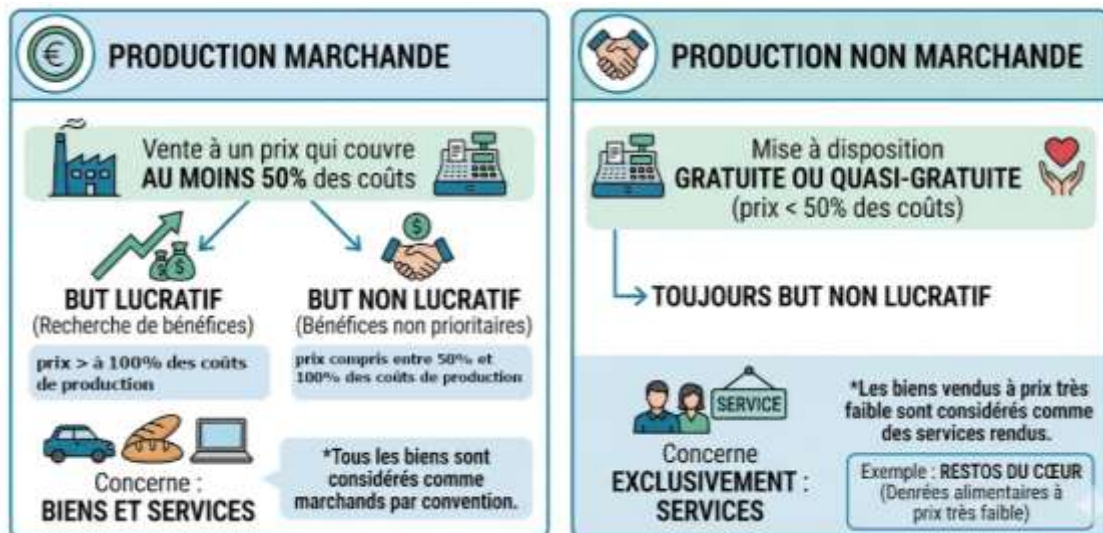 PRODUCTION MARCHANDE
Vente à un prix qui couvre
AU MOINS 50% des coûts
BUT LUCRATIF
(Recherche de bénéfices)
prix > à 100% des coûts
de production
BUT NON LUCRATIF
(Bénéfices non prioritaires)
prix compris entre 50% et
100% des coûts de production
Concerne :
BIENS ET SERVICES
*Tous les biens sont
considérés comme
marchands par convention.
PRODUCTION NON MARCHANDE
Mise à disposition
GRATUITE OU QUASI-GRATUITE
(prix < 50% des coûts)
TOUJOURS BUT NON LUCRATIF
SERVICE
Concerne
EXCLUSIVEMENT :
SERVICES
*Les biens vendus à prix très
faible sont considérés comme
des services rendus.
Exemple : RESTOS DU CŒUR
(Denrées alimentaires à
prix très faible)